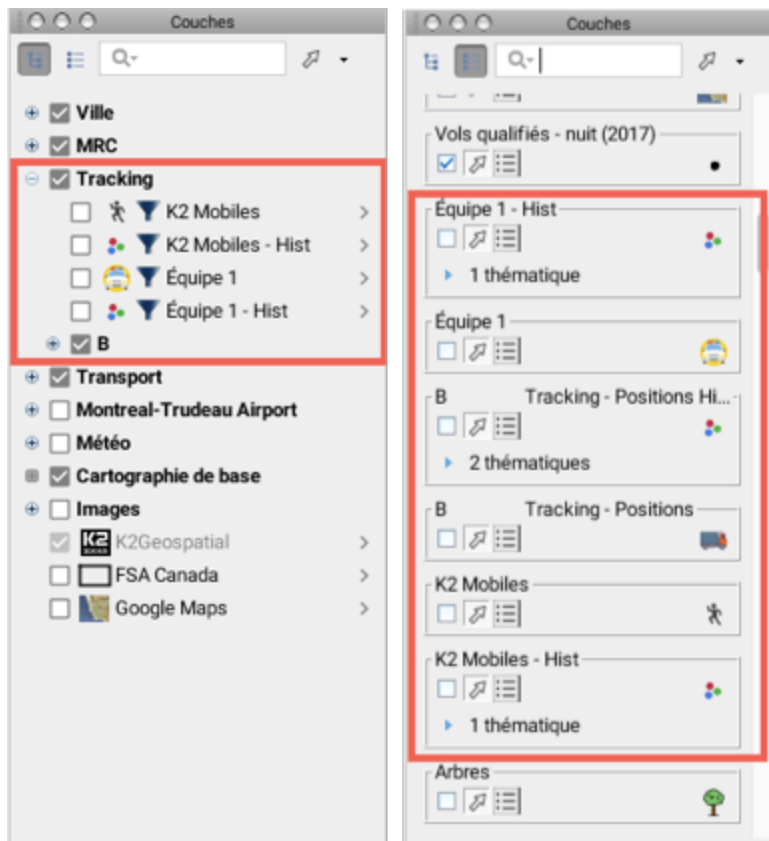 Couches
Ville
MRC
Tracking
K2 Mobiles
K2 Mobiles - Hist
Équipe 1
Équipe 1 - Hist
B
Transport
Montreal-Trudeau Airport
Météo
Cartographie de base
Images
K2 K2Geospatial
FSA Canada
Google Maps
Couches
Vols qualifiés - nuit (2017)
Équipe 1 - Hist
1 thématique
Équipe 1
B Tracking - Positions Hi...
2 thématiques
B Tracking - Positions
K2 Mobiles
K2 Mobiles - Hist
1 thématique
Arbres